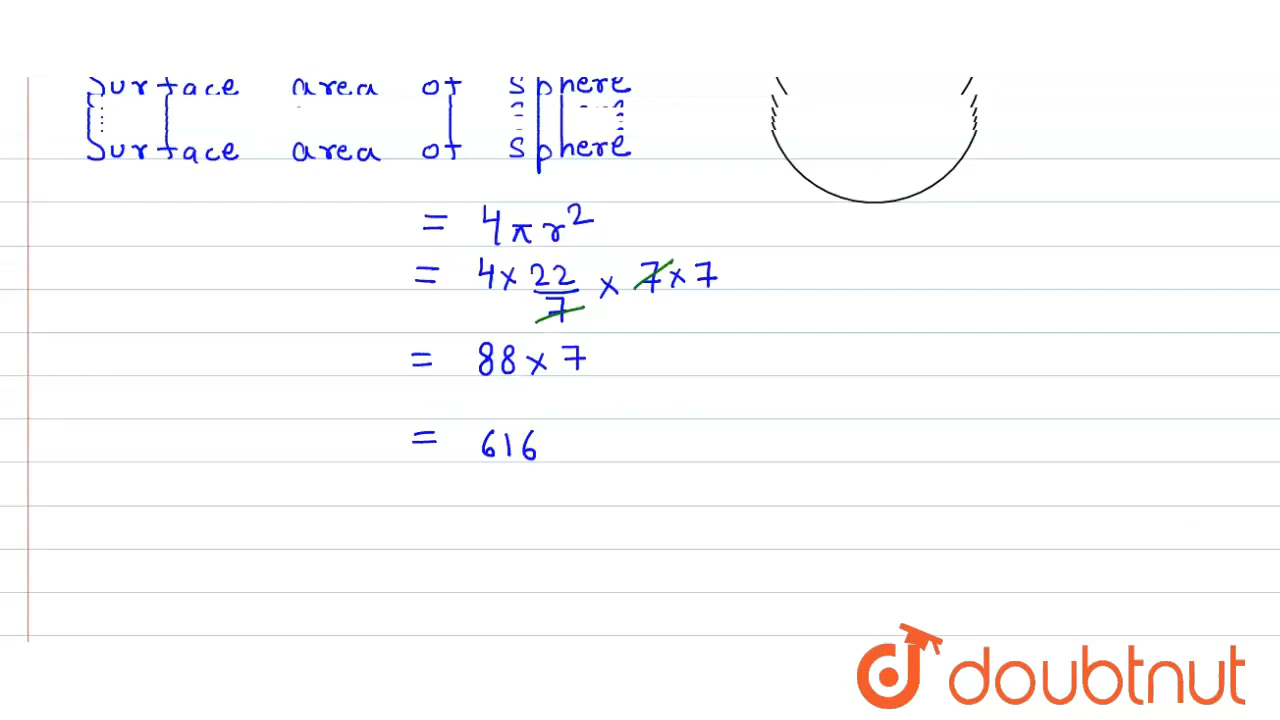 Surface area of sphere
Surface area of sphere
= 4πr²
= 4 × 22/7 × 7 × 7
= 88 × 7
= 616
doubtnut